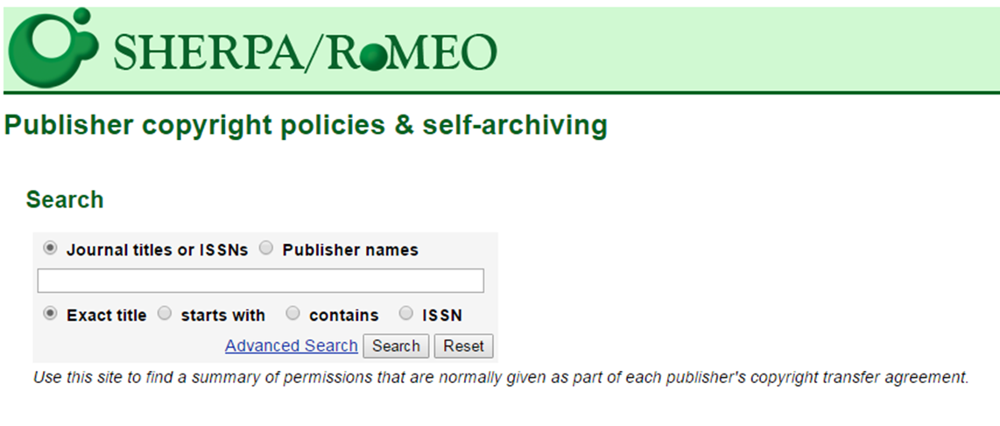 SHERPA/RoMEO
Publisher copyright policies & self-archiving
Search
Journal titles or ISSNs Publisher names
Exact title starts with contains ISSN
Advanced Search Search Reset
Use this site to find a summary of permissions that are normally given as part of each publisher's copyright transfer agreement.